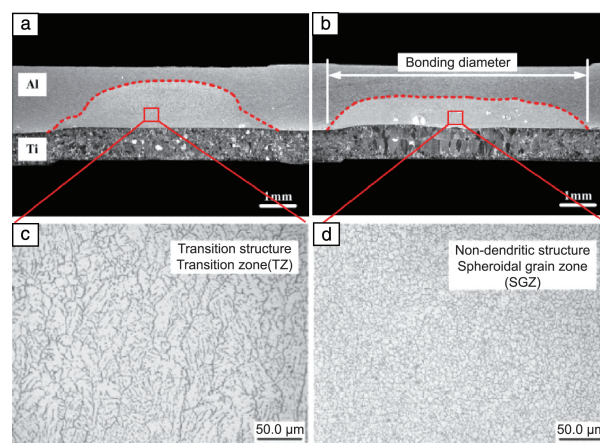 a
Al
Ti
1mm
b
Bonding diameter
1mm
c
Transition structure
Transition zone(TZ)
50.0 μm
d
Non-dendritic structure
Spheroidal grain zone
(SGZ)
50.0 μm